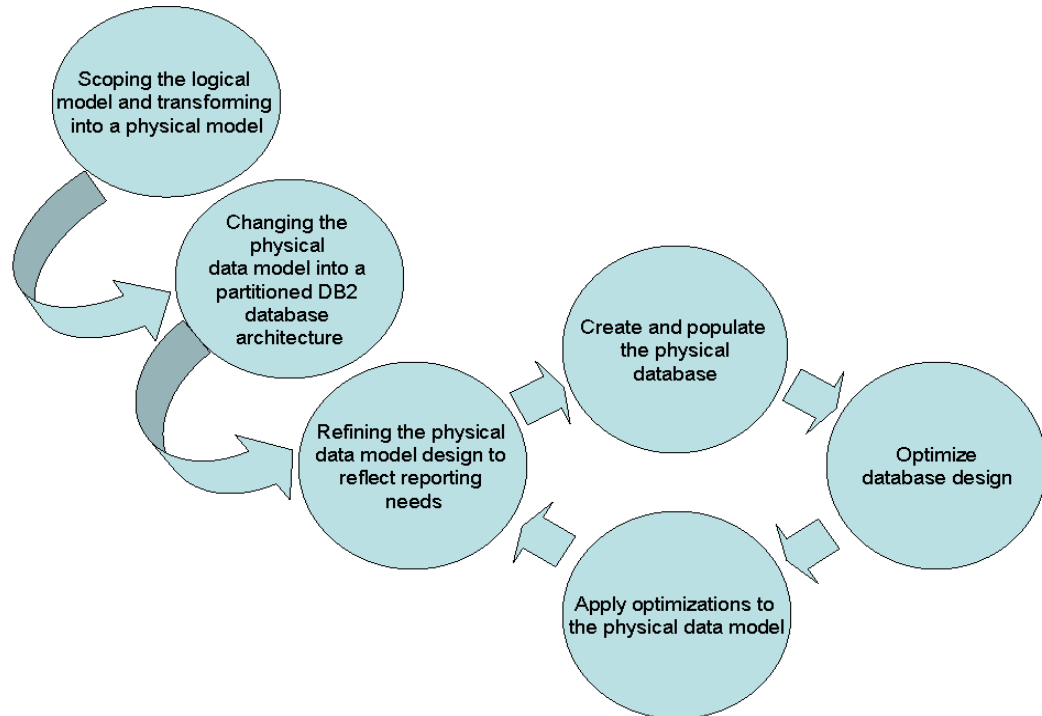 Scoping the logical
model and transforming
into a physical model
Changing the
physical
data model into a
partitioned DB2
database
architecture
Refining the physical
data model design to
reflect reporting
needs
Create and populate
the physical
database
Optimize
database design
Apply optimizations to
the physical data model